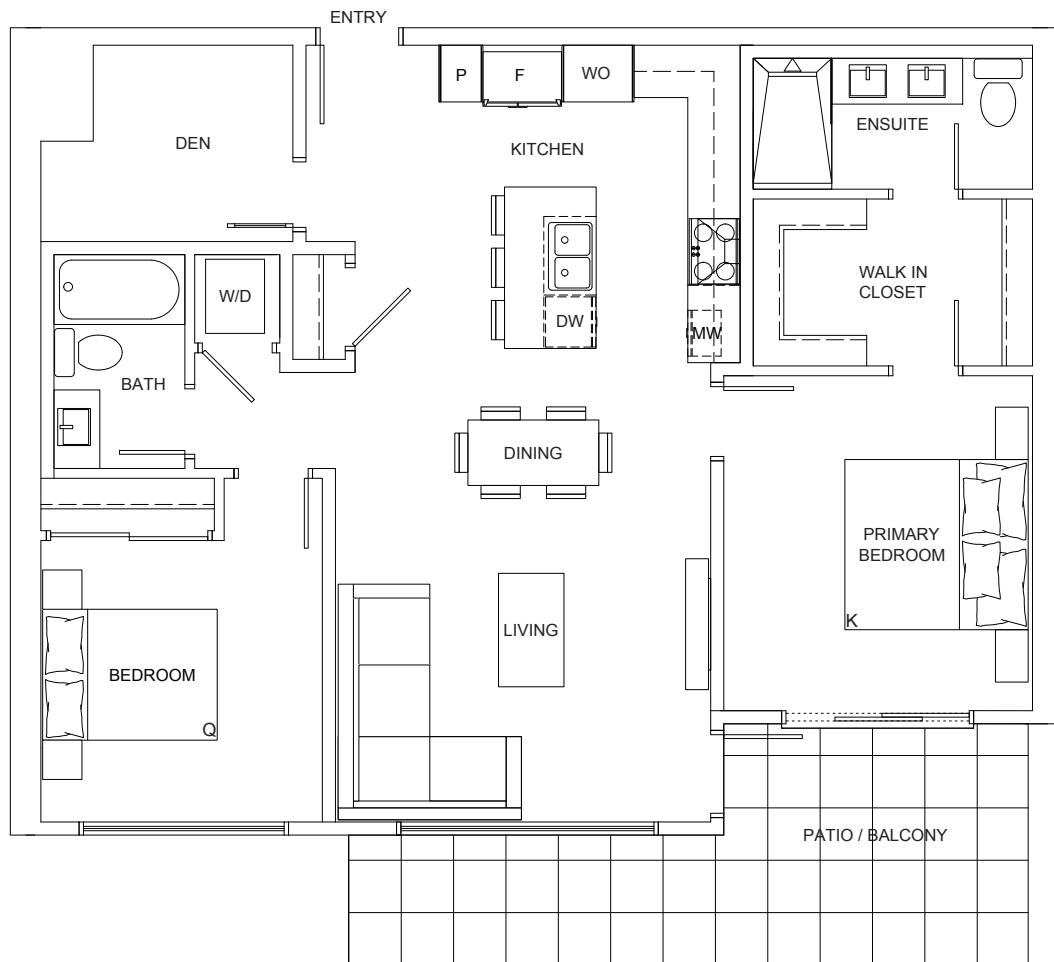 ENTRY
P
F
WO
DEN
KITCHEN
ENSUITE
W/D
WALK IN
CLOSET
DW
MW
BATH
DINING
PRIMARY
BEDROOM
K
LIVING
BEDROOM
Q
PATIO / BALCONY